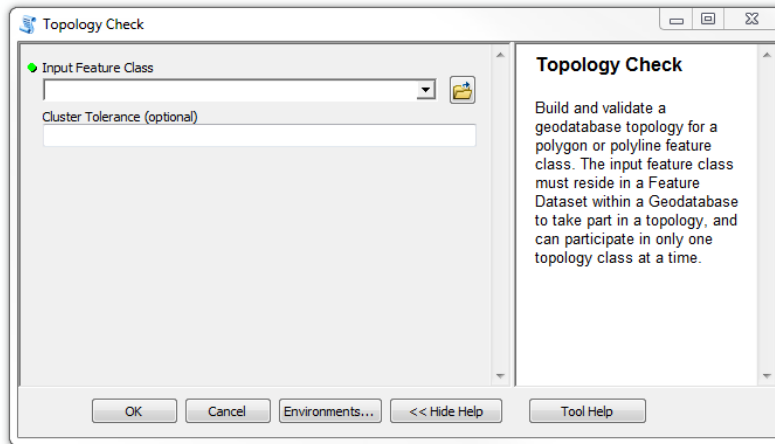 Topology Check
Input Feature Class
Cluster Tolerance (optional)
Topology Check
Build and validate a
geodatabase topology for a
polygon or polyline feature
class. The input feature class
must reside in a Feature
Dataset within a Geodatabase
to take part in a topology, and
can participate in only one
topology class at a time.
OK
Cancel
Environments...
<< Hide Help
Tool Help